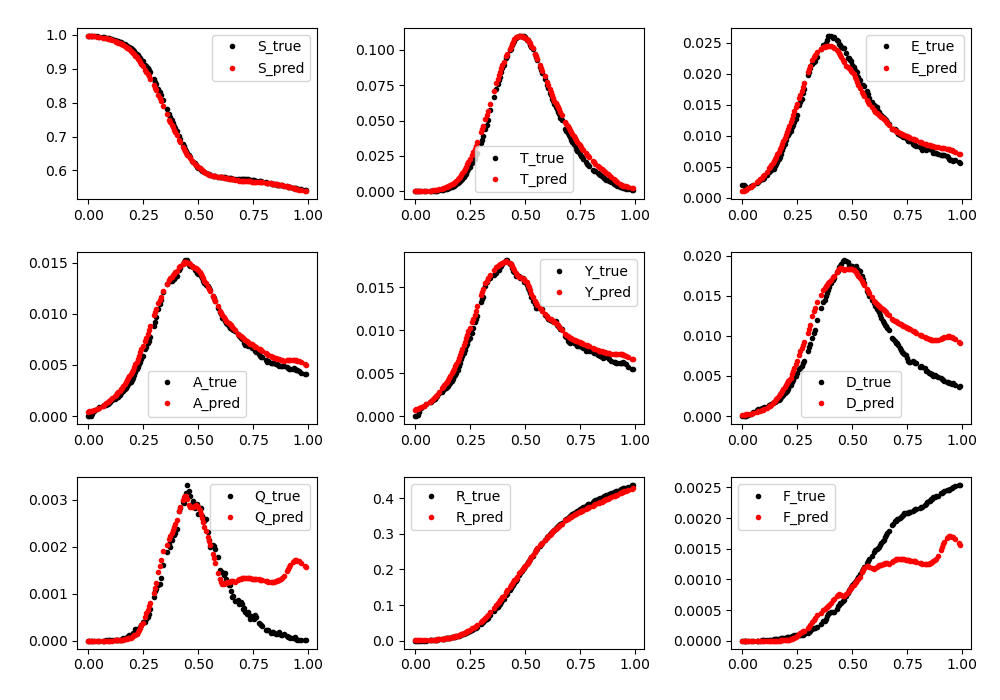 1.0
0.9
0.8
0.7
0.6
0.00 0.25 0.50 0.75 1.00
S_true
S_pred
0.100
0.075
0.050
0.025
0.000
0.00 0.25 0.50 0.75 1.00
T_true
T_pred
0.025
0.020
0.015
0.010
0.005
0.000
0.00 0.25 0.50 0.75 1.00
E_true
E_pred
0.015
0.010
0.005
0.000
0.00 0.25 0.50 0.75 1.00
A_true
A_pred
0.015
0.010
0.005
0.000
0.00 0.25 0.50 0.75 1.00
Y_true
Y_pred
0.020
0.015
0.010
0.005
0.000
0.00 0.25 0.50 0.75 1.00
D_true
D_pred
0.003
0.002
0.001
0.000
0.00 0.25 0.50 0.75 1.00
Q_true
Q_pred
0.4
0.3
0.2
0.1
0.0
0.00 0.25 0.50 0.75 1.00
R_true
R_pred
0.0025
0.0020
0.0015
0.0010
0.0005
0.0000
0.00 0.25 0.50 0.75 1.00
F_true
F_pred